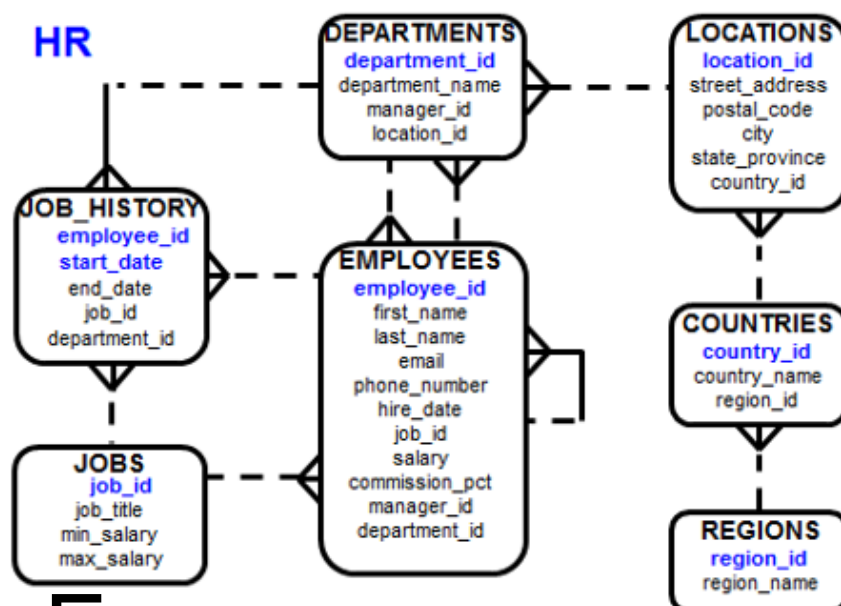 HR
DEPARTMENTS
department_id
department_name
manager_id
location_id
LOCATIONS
location_id
street_address
postal_code
city
state_province
country_id
JOB_HISTORY
employee_id
start_date
end_date
job_id
department_id
EMPLOYEES
employee_id
first_name
last_name
email
phone_number
hire_date
job_id
salary
commission_pct
manager_id
department_id
COUNTRIES
country_id
country_name
region_id
JOBS
job_id
job_title
min_salary
max_salary
REGIONS
region_id
region_name